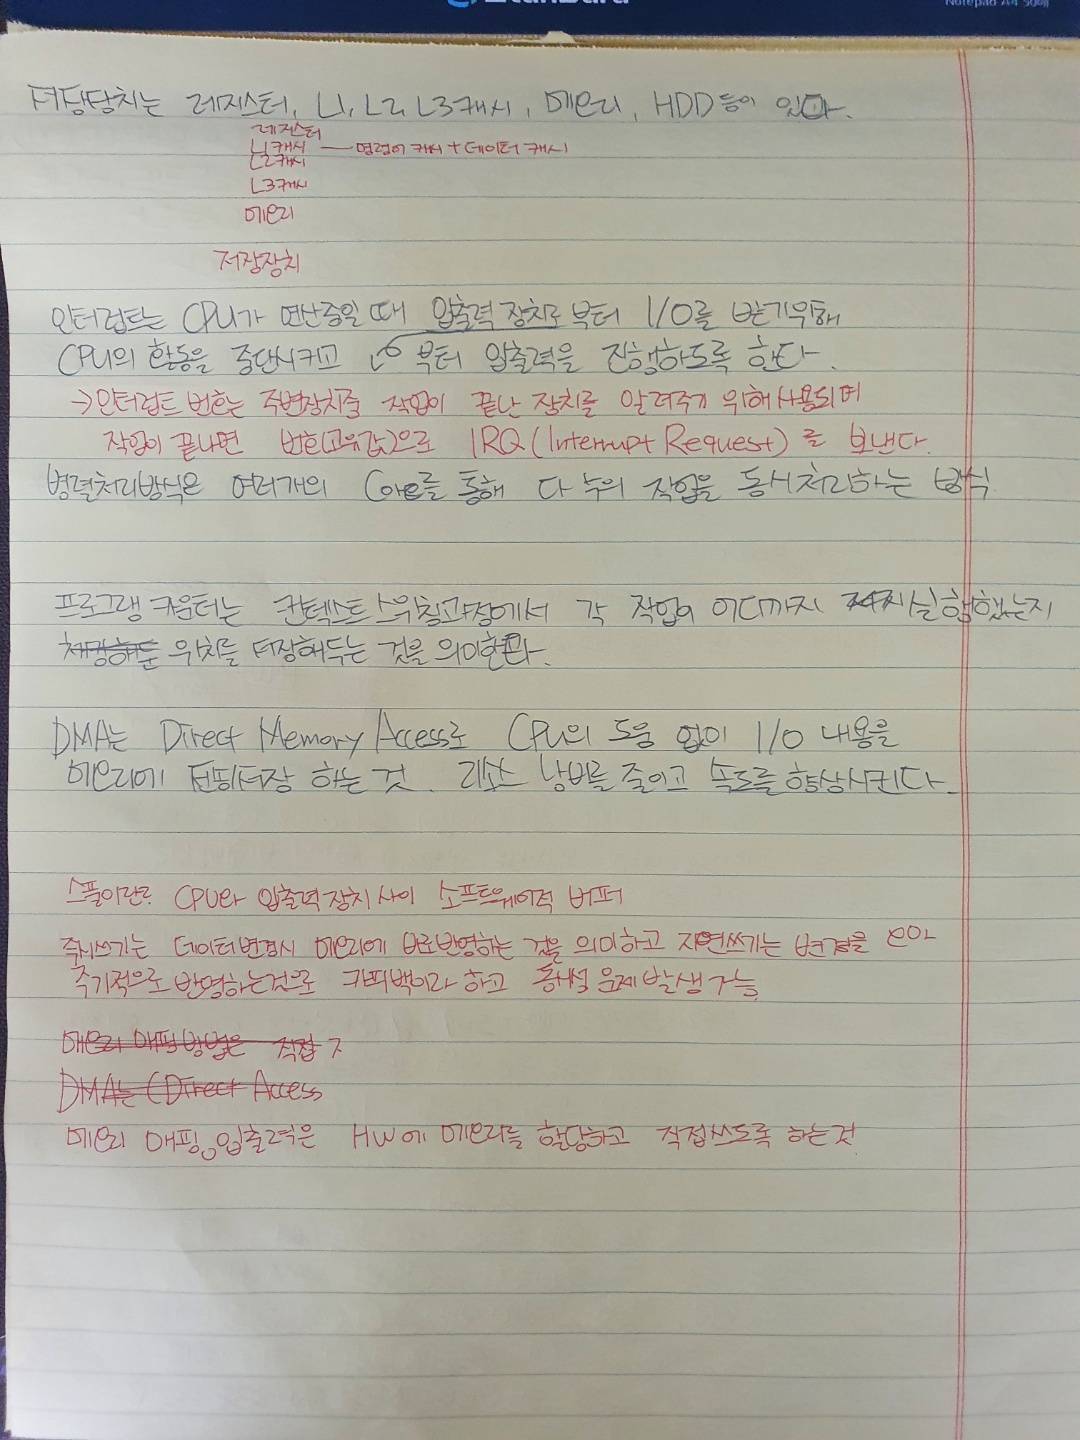 Standard
Notepad A4 50매
저장장치는 레지스터, L1, L2, L3캐시, 메모리, HDD등이 있다.
레지스터
L1캐시 — 명령어 캐시 + 데이터 캐시
L2캐시
L3캐시
메모리
저장장치
인터럽트는 CPU가 연산중일 때 입출력 장치로부터 I/O를 받기위해
CPU의 활동을 중단시키고 부터 입출력을 진행하도록 한다.
→인터럽트 번호는 주변장치중 작업이 끝난 장치를 알려주기 위해 사용되며
작업이 끝나면 번호(고유값)으로 IRQ(Interrupt Request)를 보낸다.
병렬처리방식은 여러개의 Core를 통해 다수의 작업을 동시처리하는 방식
프로그램 카운터는 컨텍스트 스위칭과정에서 각 작업이 어디까지 실행했는지
위치를 저장해두는 것을 의미한다.
DMA는 Direct Memory Access로 CPU의 도움 없이 I/O 내용을
메모리에 저장 하는 것. 리소스 낭비를 줄이고 속도를 향상시킨다.
스풀이란? CPU와 입출력장치 사이 소프트웨어적 버퍼
즉시쓰기는 데이터변경시 메모리에 바로반영하는 것을 의미하고 지연쓰기는 변경을 모아
주기적으로 반영하는것으로 카피백이라 하고 동시성 문제 발생가능
메모리 매핑 방법은 직접
DMA는 (Direct Access
메모리 매핑 입출력은 HW에 메모리를 할당하고 직접쓰도록 하는것